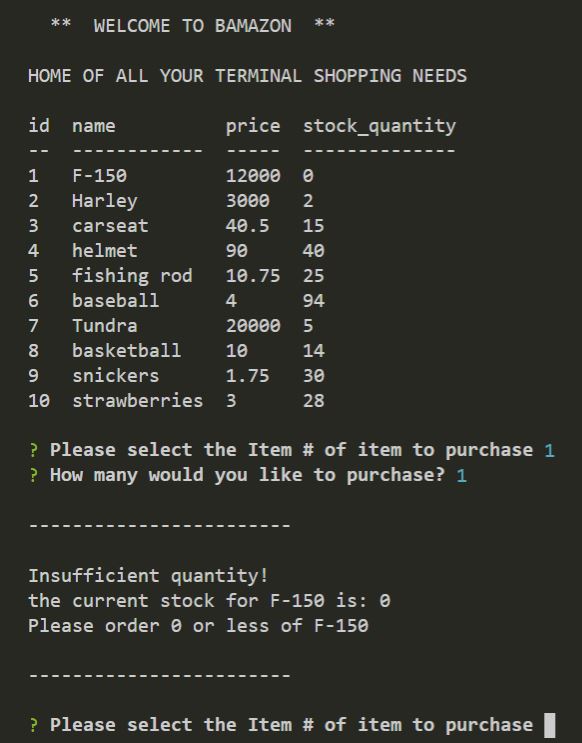 ** WELCOME TO BAMAZON **
HOME OF ALL YOUR TERMINAL SHOPPING NEEDS
id name price stock_quantity
-- ------------ ----- --------------
1 F-150 12000 0
2 Harley 3000 2
3 carseat 40.5 15
4 helmet 90 40
5 fishing rod 10.75 25
6 baseball 4 94
7 Tundra 20000 5
8 basketball 10 14
9 snickers 1.75 30
10 strawberries 3 28
? Please select the Item # of item to purchase 1
? How many would you like to purchase? 1
------------------------
Insufficient quantity!
the current stock for F-150 is: 0
Please order 0 or less of F-150
------------------------
? Please select the Item # of item to purchase